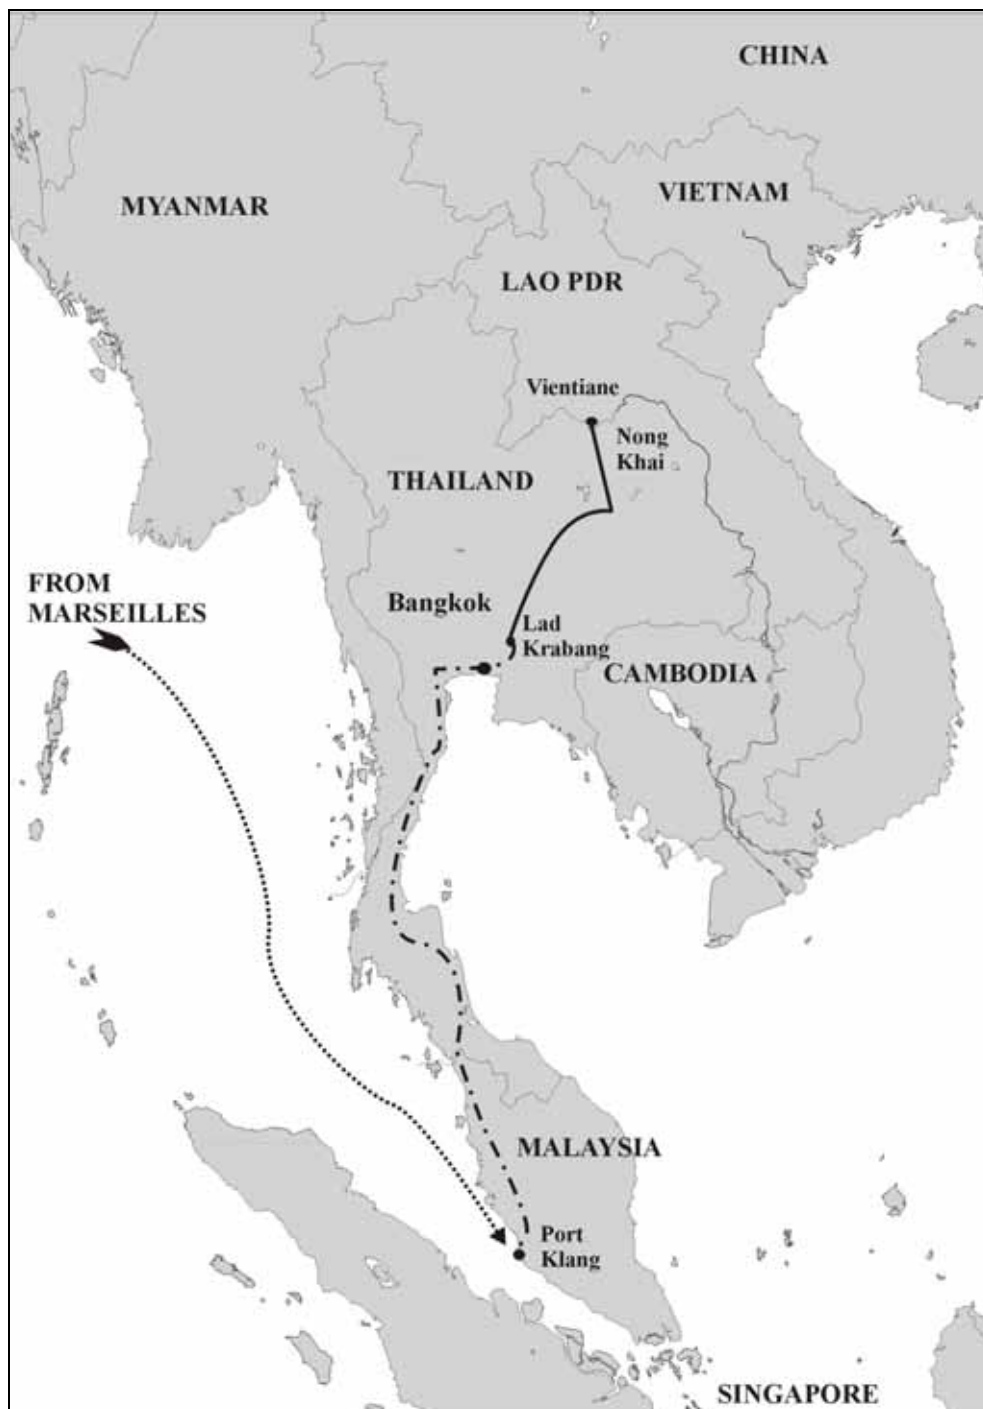 CHINA
VIETNAM
MYANMAR
LAO PDR
Vientiane
Nong
Khai
THAILAND
FROM
MARSEILLES
Bangkok
Lad
Krabang
CAMBODIA
MALAYSIA
Port
Klang
SINGAPORE